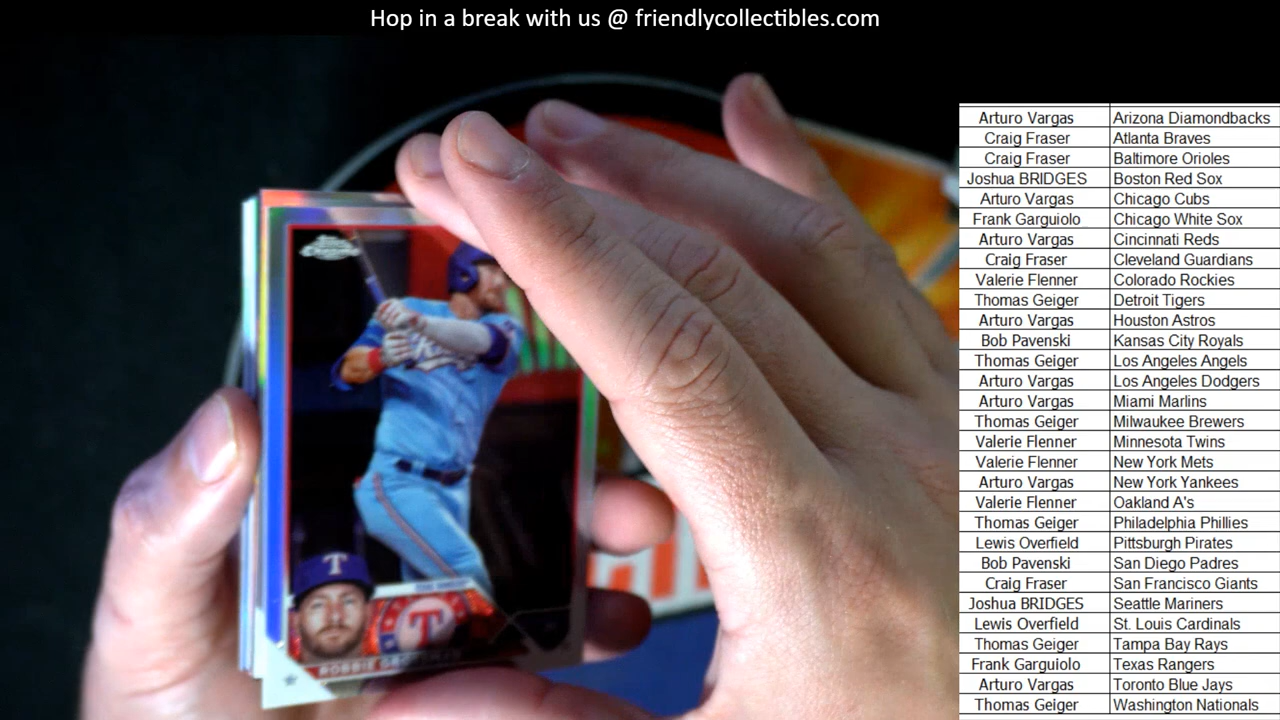 Hop in a break with us @ friendlycollectibles.com
Arturo Vargas Arizona Diamondbacks
Craig Fraser Atlanta Braves
Craig Fraser Baltimore Orioles
Joshua BRIDGES Boston Red Sox
Arturo Vargas Chicago Cubs
Frank Garguiolo Chicago White Sox
Arturo Vargas Cincinnati Reds
Craig Fraser Cleveland Guardians
Valerie Flenner Colorado Rockies
Thomas Geiger Detroit Tigers
Arturo Vargas Houston Astros
Bob Pavenski Kansas City Royals
Thomas Geiger Los Angeles Angels
Arturo Vargas Los Angeles Dodgers
Arturo Vargas Miami Marlins
Thomas Geiger Milwaukee Brewers
Valerie Flenner Minnesota Twins
Valerie Flenner New York Mets
Arturo Vargas New York Yankees
Valerie Flenner Oakland A's
Thomas Geiger Philadelphia Phillies
Lewis Overfield Pittsburgh Pirates
Bob Pavenski San Diego Padres
Craig Fraser San Francisco Giants
Joshua BRIDGES Seattle Mariners
Lewis Overfield St. Louis Cardinals
Thomas Geiger Tampa Bay Rays
Frank Garguiolo Texas Rangers
Arturo Vargas Toronto Blue Jays
Thomas Geiger Washington Nationals
Chrome
T
T
ROBBIE